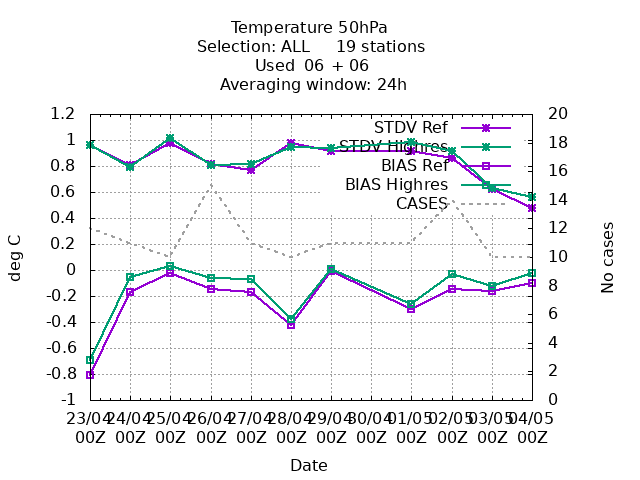 Temperature 50hPa
Selection: ALL 19 stations
Used 06 + 06
Averaging window: 24h
1.2
1
0.8
0.6
0.4
0.2
0
-0.2
-0.4
-0.6
-0.8
-1
deg C
STDV Ref
STDV Highres
BIAS Ref
BIAS Highres
CASES
20
18
16
14
12
10
8
6
4
2
0
No cases
23/04 24/04 25/04 26/04 27/04 28/04 29/04 30/04 01/05 02/05 03/05 04/05
00Z 00Z 00Z 00Z 00Z 00Z 00Z 00Z 00Z 00Z 00Z 00Z
Date